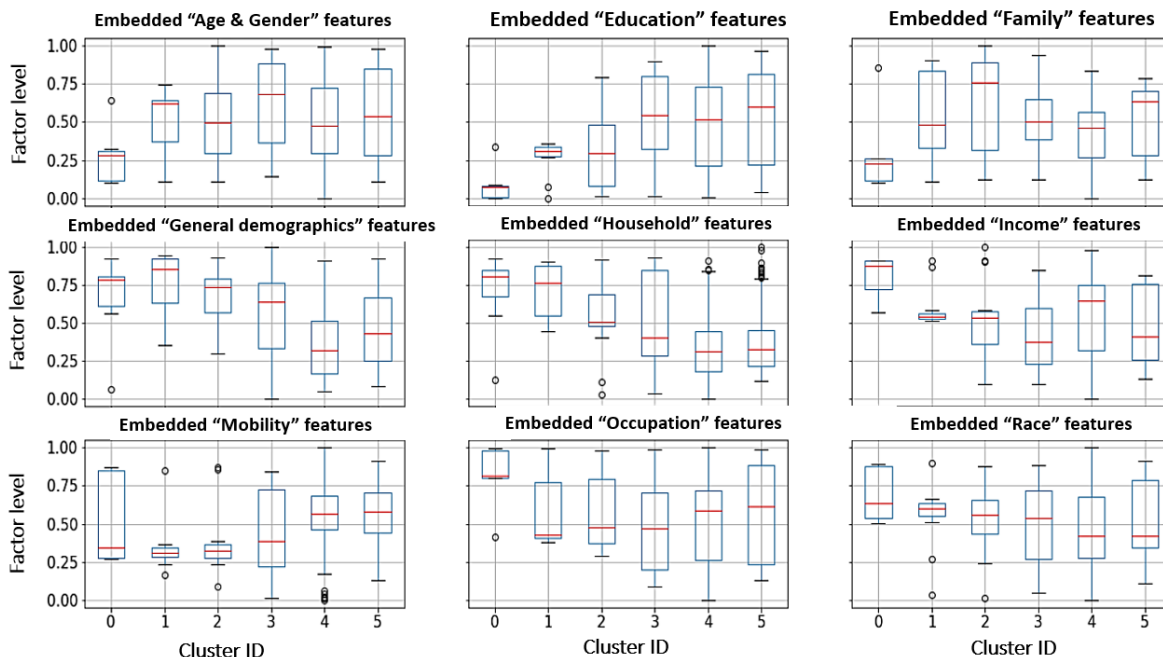 Embedded “Age & Gender” features
Embedded “Education” features
Embedded “Family” features
Factor level
1.00
0.75
0.50
0.25
0.00
Embedded “General demographics” features
Embedded “Household” features
Embedded “Income” features
Factor level
1.00
0.75
0.50
0.25
0.00
Embedded “Mobility” features
Embedded “Occupation” features
Embedded “Race” features
Factor level
1.00
0.75
0.50
0.25
0.00
0 1 2 3 4 5
0 1 2 3 4 5
0 1 2 3 4 5
Cluster ID
Cluster ID
Cluster ID